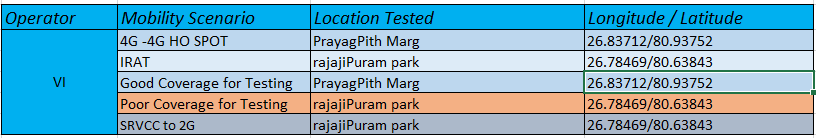 Operator Mobility Scenario Location Tested Longitude / Latitude
VI
4G -4G HO SPOT PrayagPith Marg 26.83712/80.93752
IRAT rajajiPuram park 26.78469/80.63843
Good Coverage for Testing PrayagPith Marg 26.83712/80.93752
Poor Coverage for Testing rajajiPuram park 26.78469/80.63843
SRVCC to 2G rajajiPuram park 26.78469/80.63843